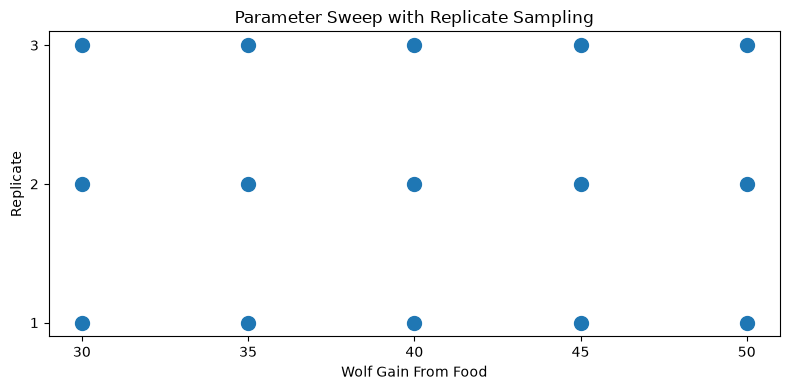 Parameter Sweep with Replicate Sampling
3
2
1
Replicate
30 35 40 45 50
Wolf Gain From Food